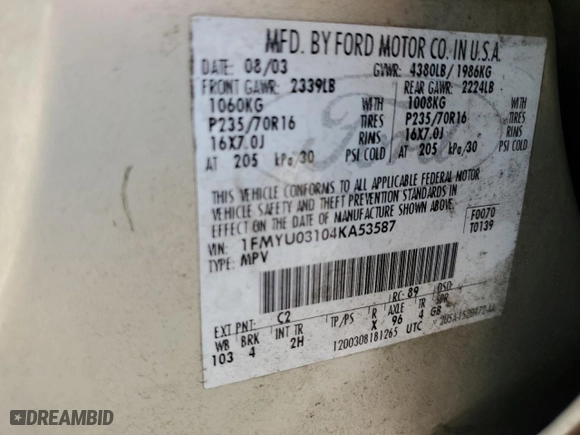 MFD. BY FORD MOTOR CO. IN U.S.A.
DATE: 08/03 GVWR: 4380LB/1986KG
FRONT GAWR: 2339LB REAR GAWR: 2224LB
1060KG WITH 1008KG WITH
P235/70R16 TIRES P235/70R16 TIRES
16X7.0J RIMS 16X7.0J RIMS
AT 205 kPa/30 PSI COLD AT 205 kPa/30 PSI COLD
THIS VEHICLE CONFORMS TO ALL APPLICABLE FEDERAL MOTOR
VEHICLE SAFETY AND THEFT PREVENTION STANDARDS IN
EFFECT ON THE DATE OF MANUFACTURE SHOWN ABOVE.
VIN: 1FMYU03104KA53587 F0070
TYPE: MPV T0139
EXT PNT: C2 RC: 89 DSO:
WB BRK INT TR TP/PS R AXLE TR
103 4 2H X 96 4 GB
1200308181265 UTC
Ford
DREAMBID